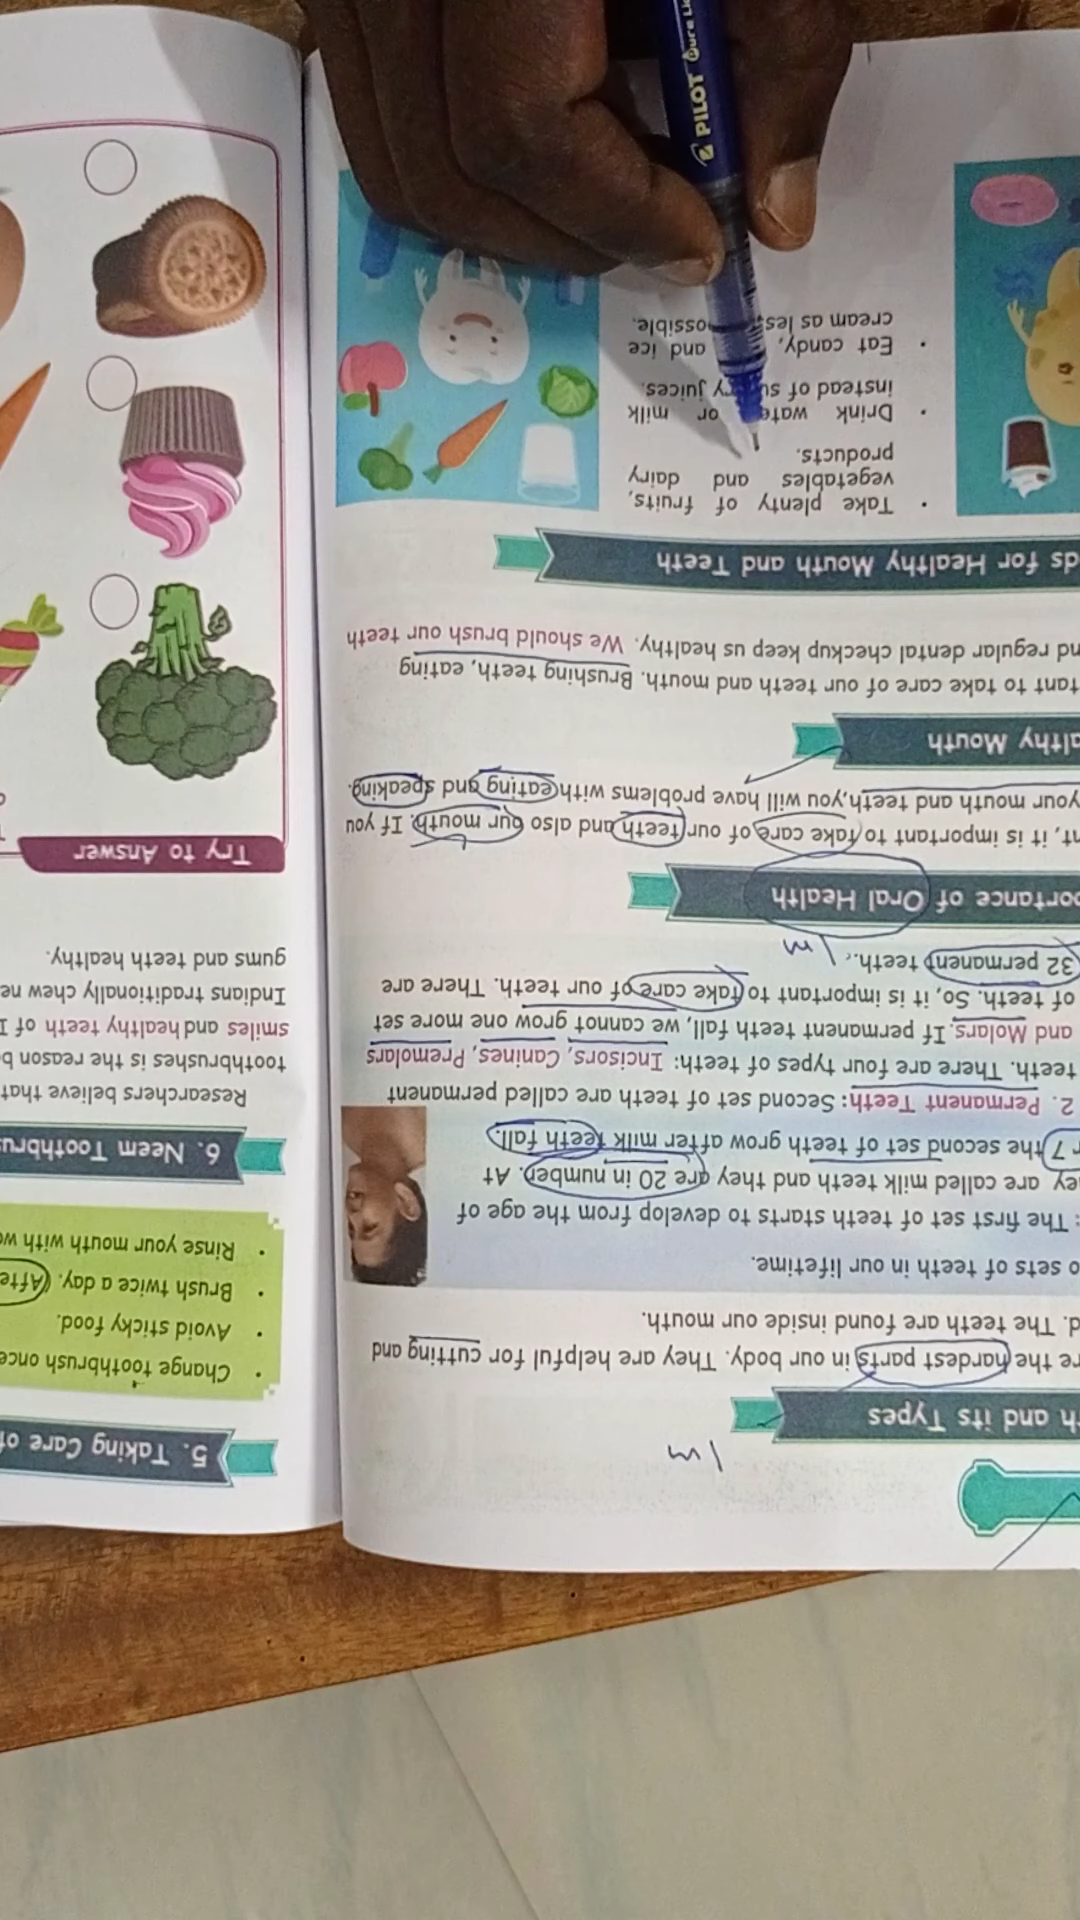 1m
th and its Types
re the hardest parts in our body. They are helpful for cutting and
d. The teeth are found inside our mouth.
o sets of teeth in our lifetime.
: The first set of teeth starts to develop from the age of
hey are called milk teeth and they are 20 in number. At
r 7 the second set of teeth grow after milk teeth fall.
2. Permanent Teeth: Second set of teeth are called permanent
teeth. There are four types of teeth: Incisors, Canines, Premolars
and Molars. If permanent teeth fall, we cannot grow one more set
of teeth. So, it is important to take care of our teeth. There are
32 permanent teeth.
1m
portance of Oral Health
nt, it is important to take care of our teeth and also our mouth. If you
your mouth and teeth, you will have problems with eating and speaking.
althy Mouth
tant to take care of our teeth and mouth. Brushing teeth, eating
nd regular dental checkup keep us healthy. We should brush our teeth
ds for Healthy Mouth and Teeth
• Take plenty of fruits,
vegetables and dairy
products.
• Drink water or milk
instead of su ry juices.
• Eat candy, and ice
cream as les ossible.
PILOT
5. Taking Care of
• Change toothbrush once
• Avoid sticky food.
• Brush twice a day. (Afte
• Rinse your mouth with wa
6. Neem Toothbru
Researchers believe that
toothbrushes is the reason b
smiles and healthy teeth of I
Indians traditionally chew ne
gums and teeth healthy.
Try to Answer